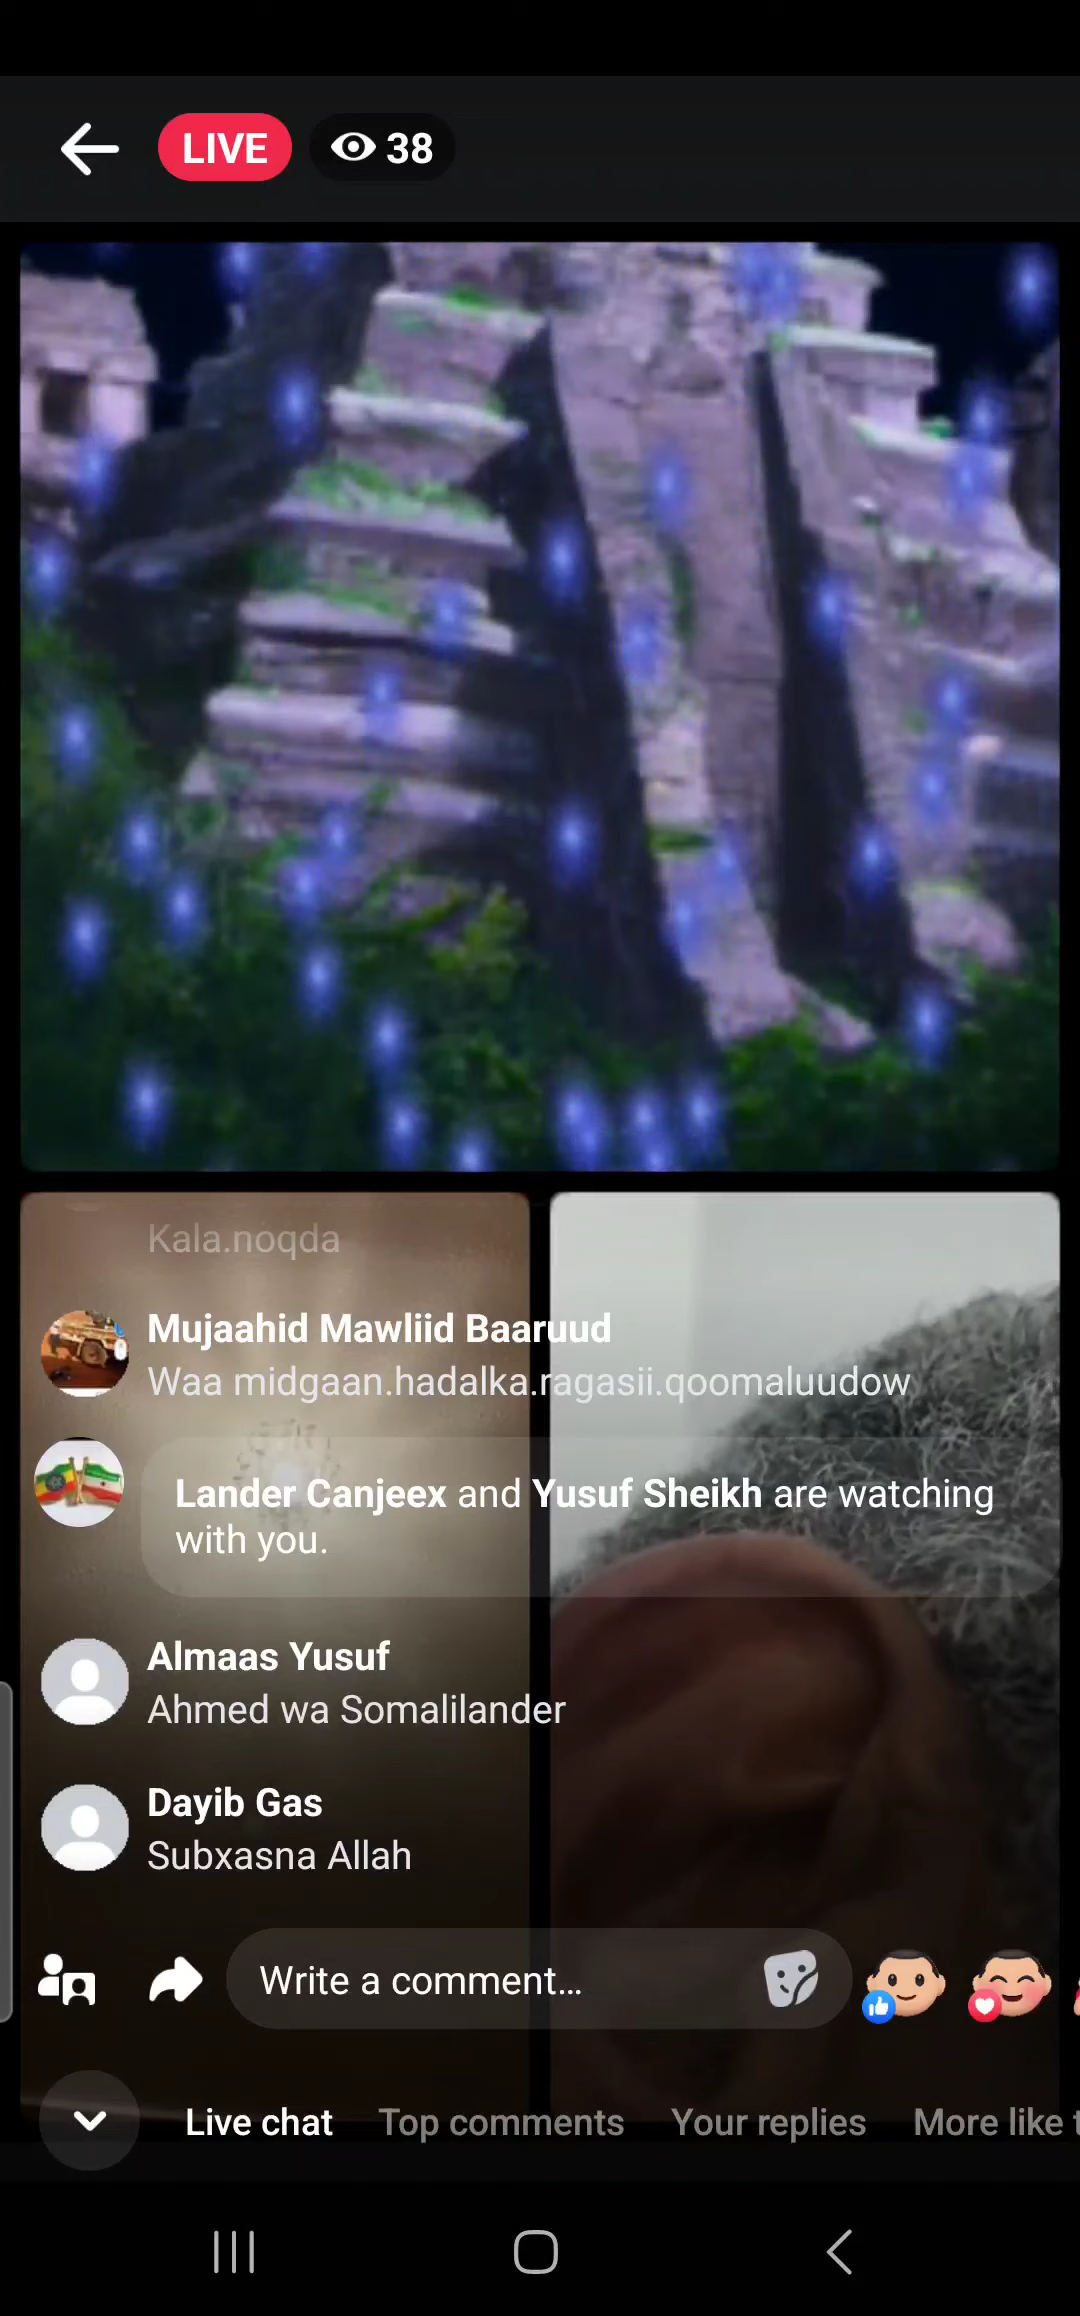 LIVE
38
Kala.noqda
Mujaahid Mawliid Baaruud
Waa midgaan.hadalka.ragasii.qoomaluudow
Lander Canjeex and Yusuf Sheikh are watching
with you.
Almaas Yusuf
Ahmed wa Somalilander
Dayib Gas
Subxasna Allah
Write a comment...
Live chat Top comments Your replies More like